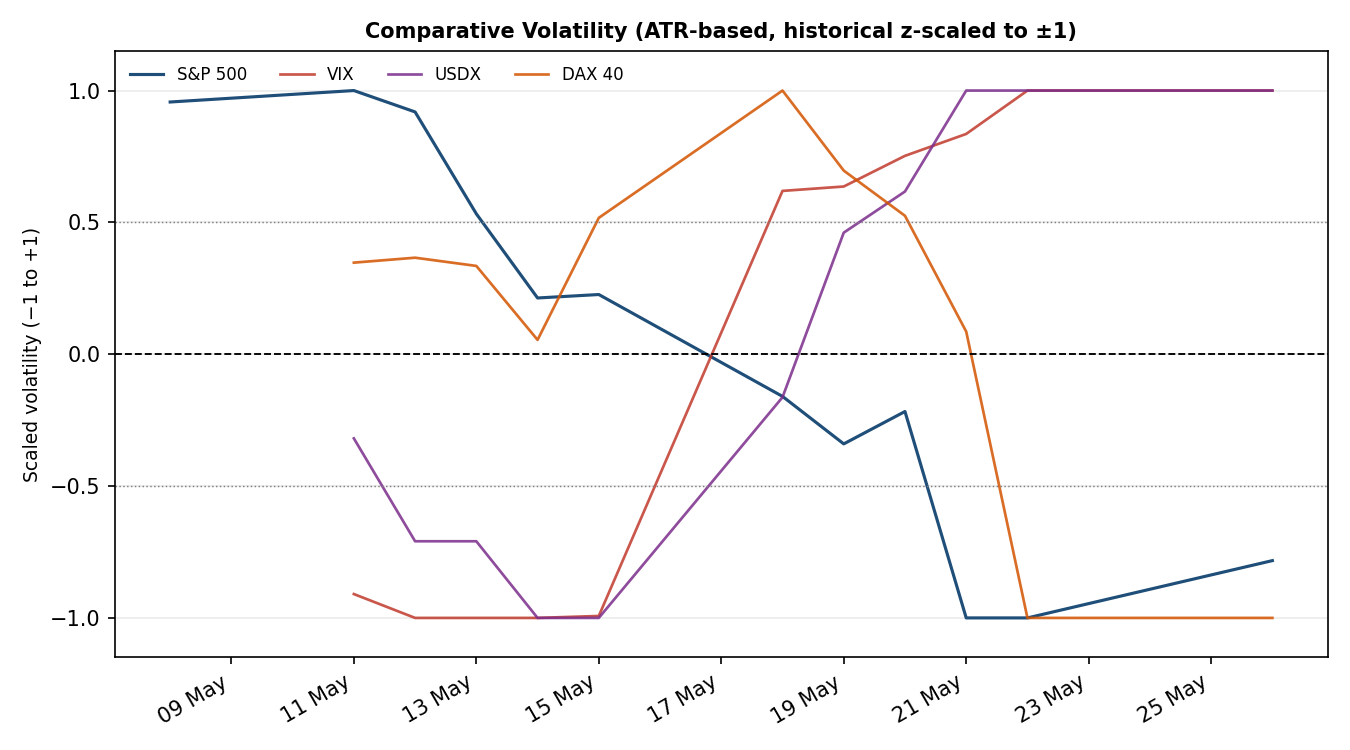 Comparative Volatility (ATR-based, historical z-scaled to ±1)
S&P 500 VIX USDX DAX 40
Scaled volatility (−1 to +1)
1.0
0.5
0.0
−0.5
−1.0
09 May 11 May 13 May 15 May 17 May 19 May 21 May 23 May 25 May